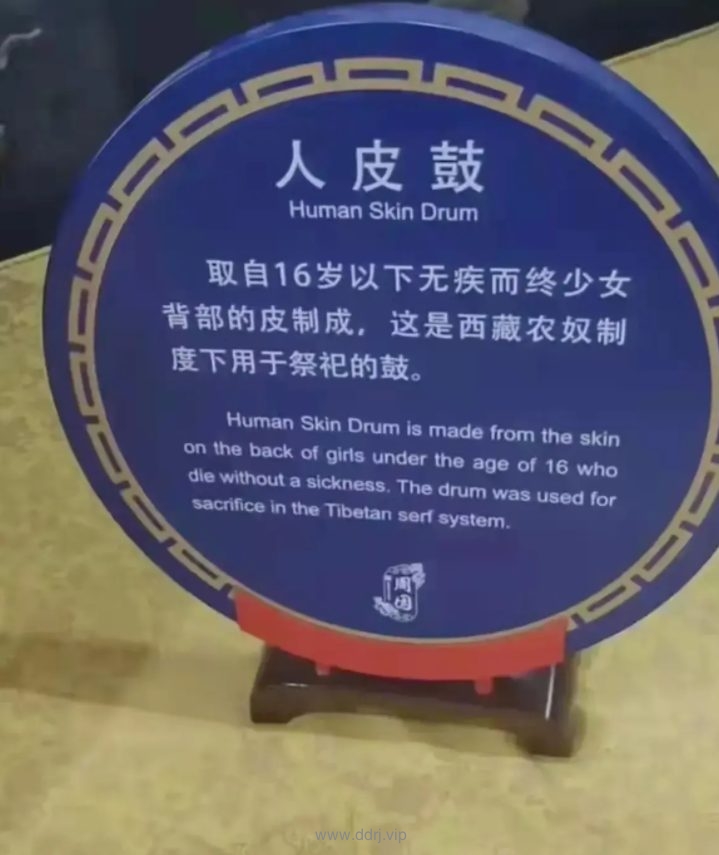 人皮鼓
Human Skin Drum
取自16岁以下无疾而终少女
背部的皮制成，这是西藏农奴制
度下用于祭祀的鼓。
Human Skin Drum is made from the skin
on the back of girls under the age of 16 who
die without a sickness. The drum was used for
sacrifice in the Tibetan serf system.
周园
www.ddrj.vip